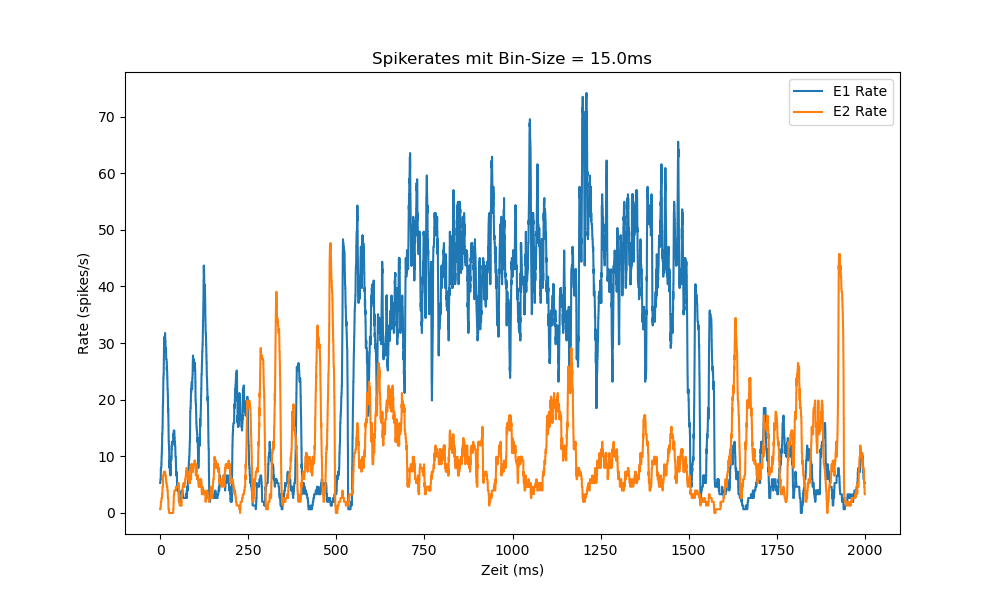 Spikerates mit Bin-Size = 15.0ms
E1 Rate
E2 Rate
70
60
50
40
30
20
10
0
Rate (spikes/s)
0 250 500 750 1000 1250 1500 1750 2000
Zeit (ms)